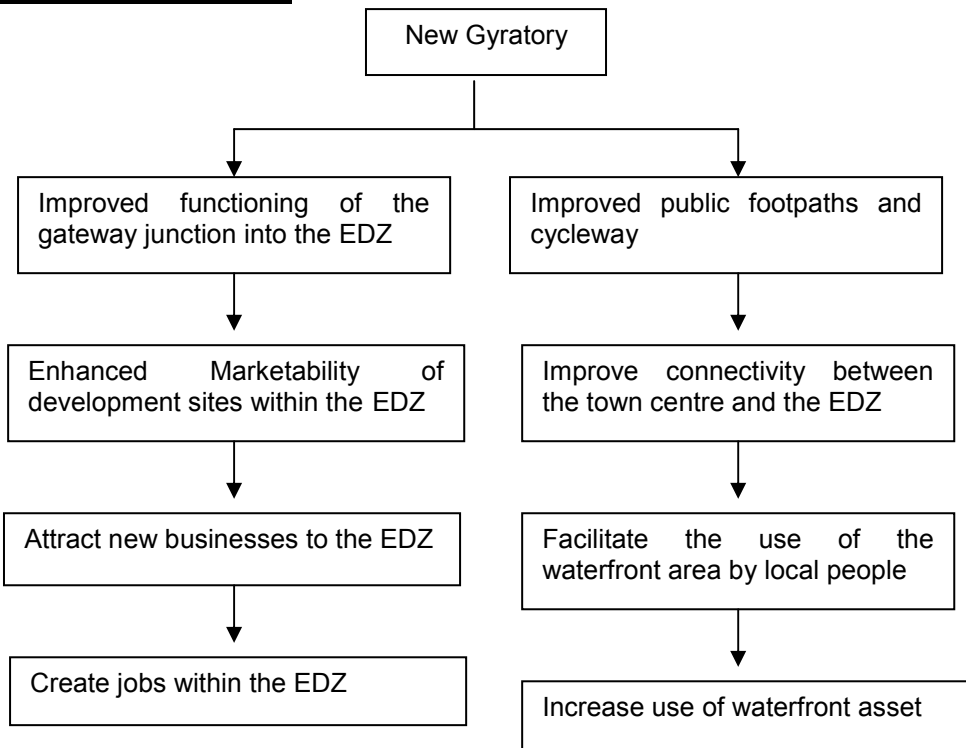 New Gyratory
Improved functioning of the
gateway junction into the EDZ
Enhanced Marketability of
development sites within the EDZ
Attract new businesses to the EDZ
Create jobs within the EDZ
Improved public footpaths and
cycleway
Improve connectivity between
the town centre and the EDZ
Facilitate the use of the
waterfront area by local people
Increase use of waterfront asset